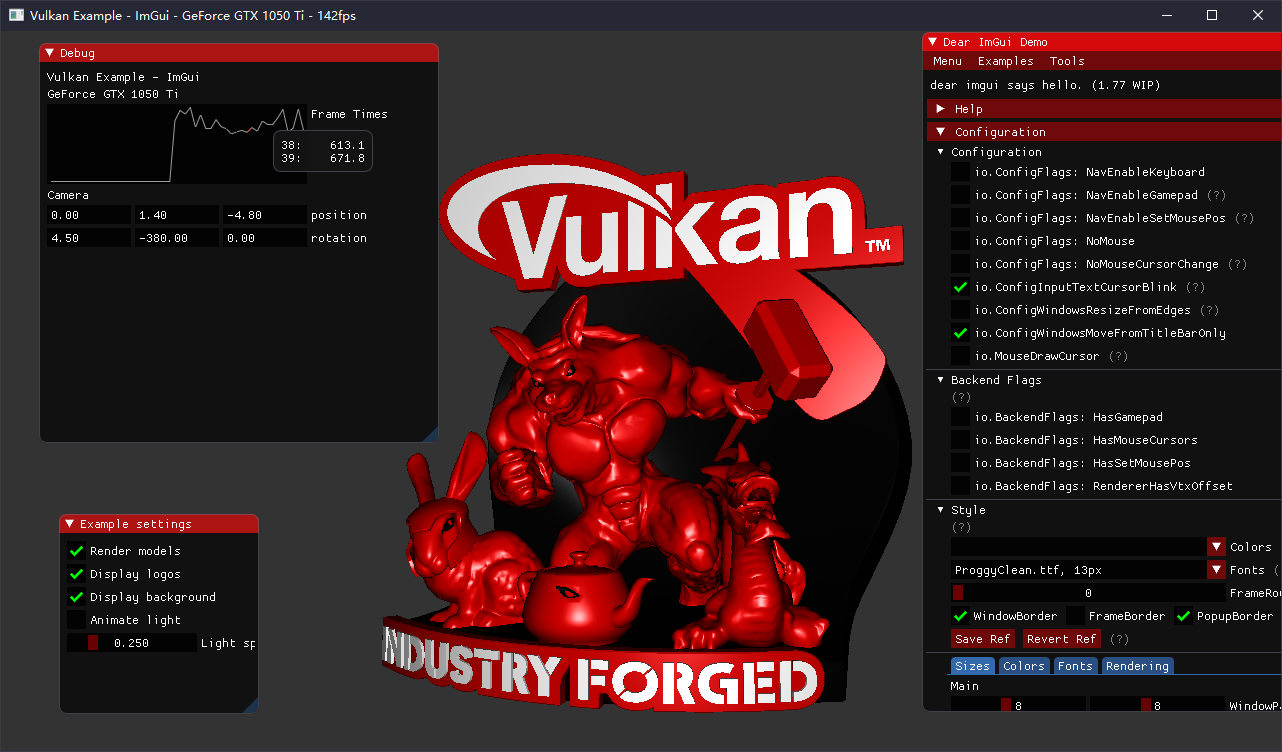 Vulkan Example - ImGui - GeForce GTX 1050 Ti - 142fps
Debug
Vulkan Example - ImGui
GeForce GTX 1050 Ti
Frame Times
38: 613.1
39: 671.8
Camera
0.00 1.40 -4.80 position
4.50 -380.00 0.00 rotation
Example settings
Render models
Display logos
Display background
Animate light
0.250 Light sp
Vulkan™
INDUSTRY FORGED
Dear ImGui Demo
Menu Examples Tools
dear imgui says hello. (1.77 WIP)
Help
Configuration
Configuration
io.ConfigFlags: NavEnableKeyboard
io.ConfigFlags: NavEnableGamepad (?)
io.ConfigFlags: NavEnableSetMousePos (?)
io.ConfigFlags: NoMouse
io.ConfigFlags: NoMouseCursorChange (?)
io.ConfigInputTextCursorBlink (?)
io.ConfigWindowsResizeFromEdges (?)
io.ConfigWindowsMoveFromTitleBarOnly
io.MouseDrawCursor (?)
Backend Flags
(?)
io.BackendFlags: HasGamepad
io.BackendFlags: HasMouseCursors
io.BackendFlags: HasSetMousePos
io.BackendFlags: RendererHasVtxOffset
Style
(?)
Colors
ProggyClean.ttf, 13px Fonts (
0 FrameRou
WindowBorder FrameBorder PopupBorder
Save Ref Revert Ref (?)
Sizes Colors Fonts Rendering
Main
8 8 WindowPa